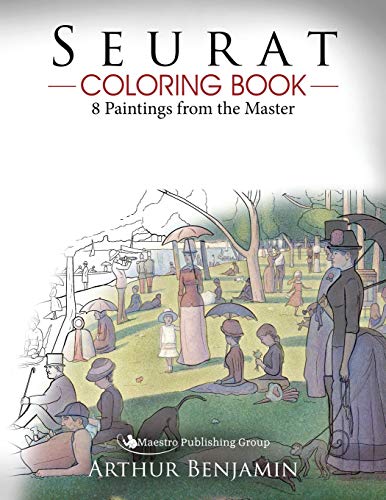 SEURAT
COLORING BOOK
8 Paintings from the Master
Maestro Publishing Group
ARTHUR BENJAMIN